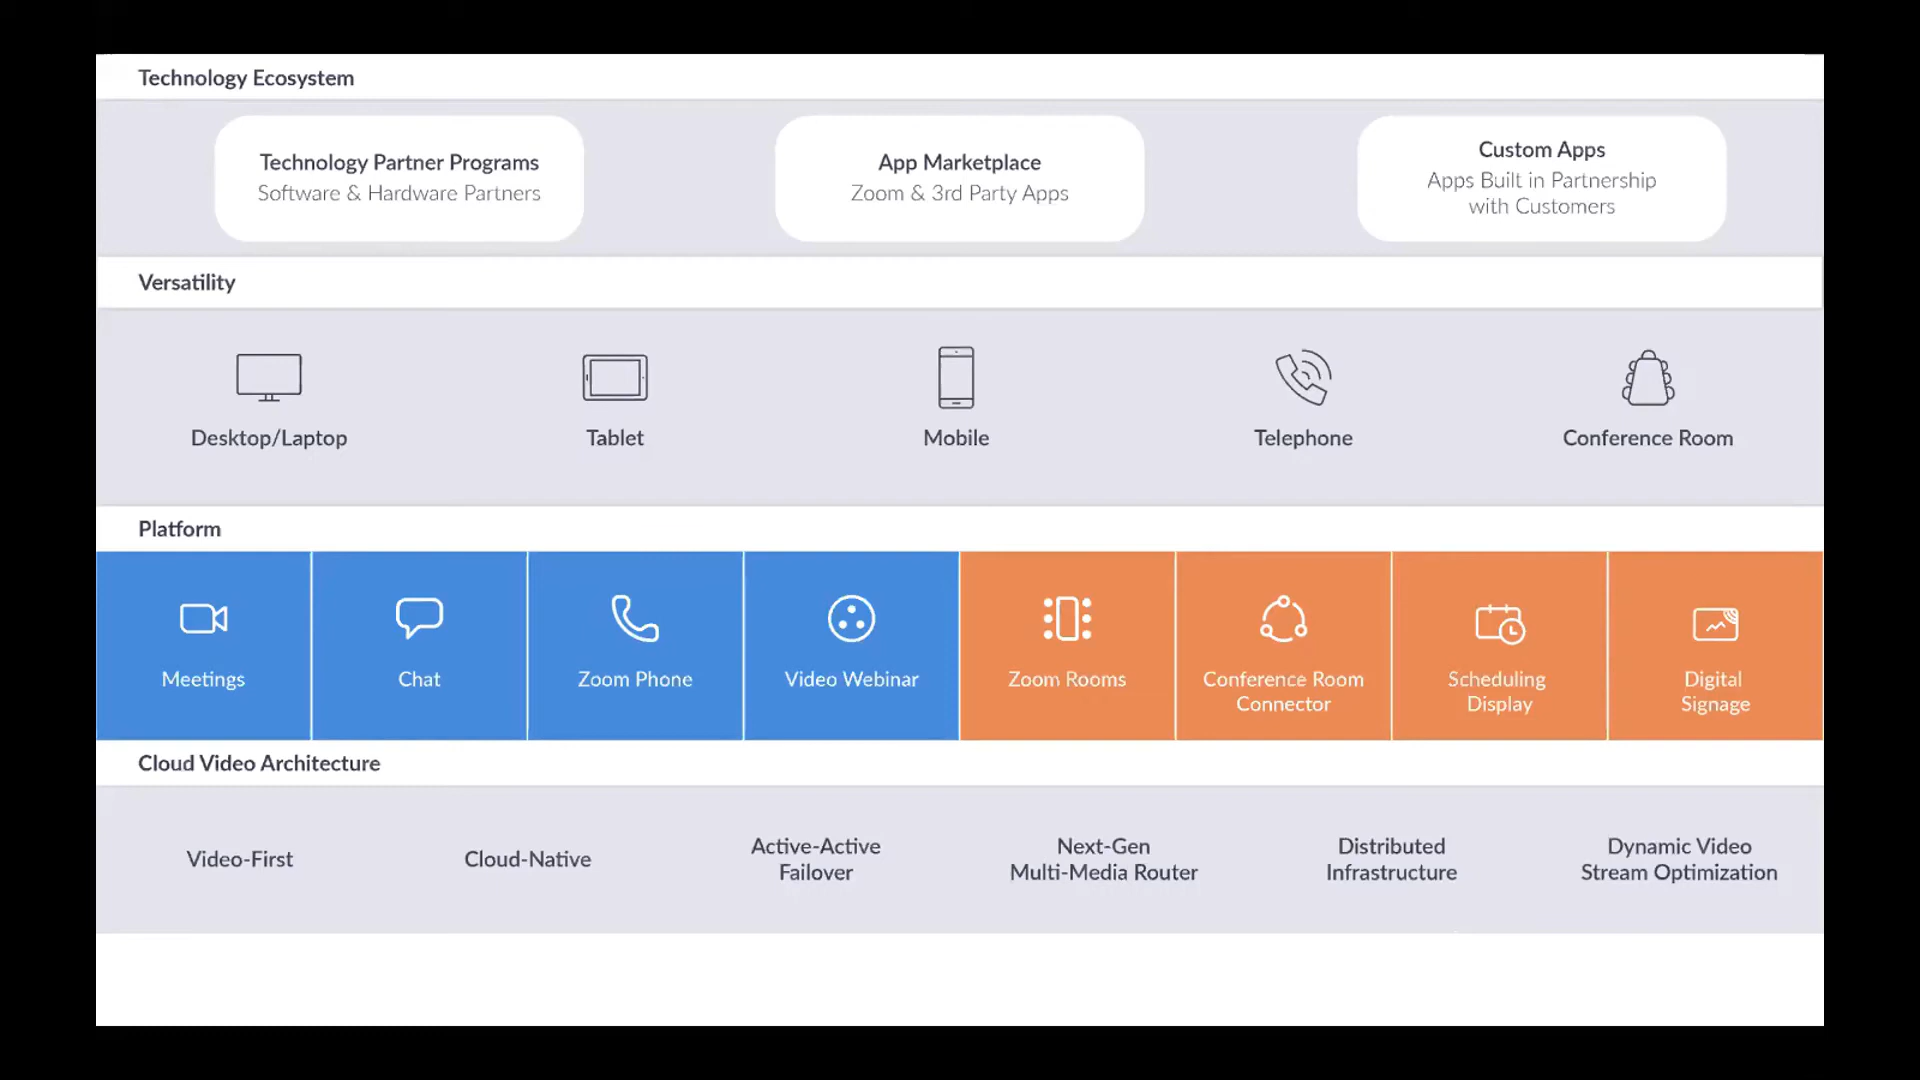 Technology Ecosystem
Technology Partner Programs
Software & Hardware Partners
App Marketplace
Zoom & 3rd Party Apps
Custom Apps
Apps Built in Partnership
with Customers
Versatility
Desktop/Laptop
Tablet
Mobile
Telephone
Conference Room
Platform
Meetings
Chat
Zoom Phone
Video Webinar
Zoom Rooms
Conference Room
Connector
Scheduling
Display
Digital
Signage
Cloud Video Architecture
Video-First
Cloud-Native
Active-Active
Failover
Next-Gen
Multi-Media Router
Distributed
Infrastructure
Dynamic Video
Stream Optimization